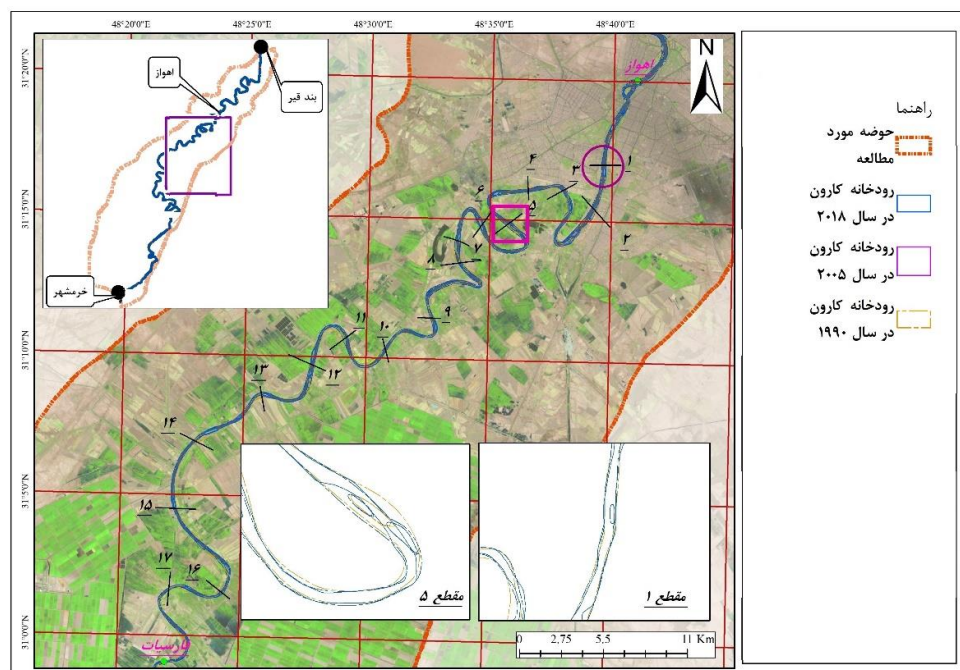 48°20'0"E
48°25'0"E
48°30'0"E
48°35'0"E
48°40'0"E
31°20'0"N
31°15'0"N
31°10'0"N
31°5'0"N
31°0'0"N
N
اهواز
بند قیر
اهواز
خرمشهر
۱
۲
۳
۴
۵
۶
۷
۸
۹
۱۰
۱۱
۱۲
۱۳
۱۴
۱۵
۱۶
۱۷
فارسیات
مقطع ۵
مقطع ۱
0 2.75 5.5 11 Km
راهنما
حوضه مورد
مطالعه
رودخانه کارون
در سال ۲۰۱۸
رودخانه کارون
در سال ۲۰۰۵
رودخانه کارون
در سال ۱۹۹۰